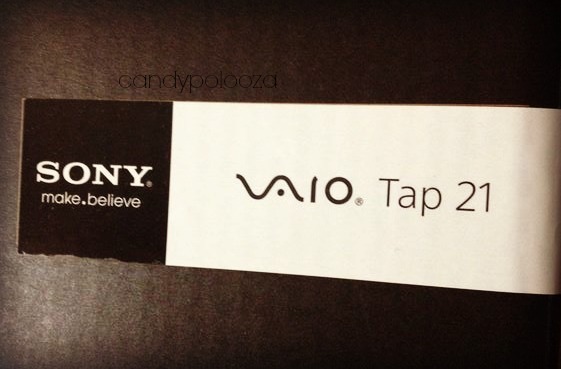 candypolooza
SONY®
make.believe
VAIO® Tap 21